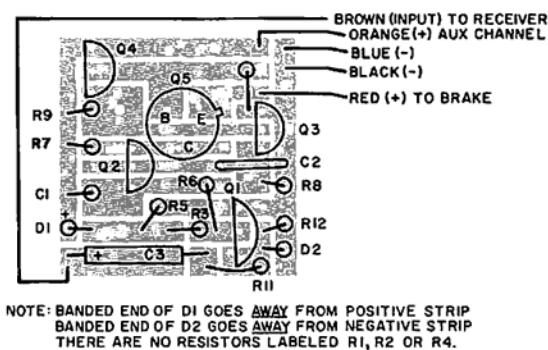 BROWN (INPUT) TO RECEIVER
ORANGE (+) AUX CHANNEL
BLUE (-)
BLACK (-)
RED (+) TO BRAKE
Q4
Q5
R9
B E
C
Q3
R7
Q2
C2
C1
R6
Q1
R8
R5
R3
R12
+
D1
D2
+ C3
R11
NOTE: BANDED END OF D1 GOES AWAY FROM POSITIVE STRIP
BANDED END OF D2 GOES AWAY FROM NEGATIVE STRIP
THERE ARE NO RESISTORS LABELED R1, R2 OR R4.